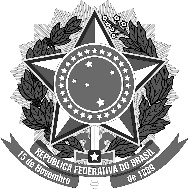 REPÚBLICA FEDERATIVA DO BRASIL
15 de Novembro
de 1889